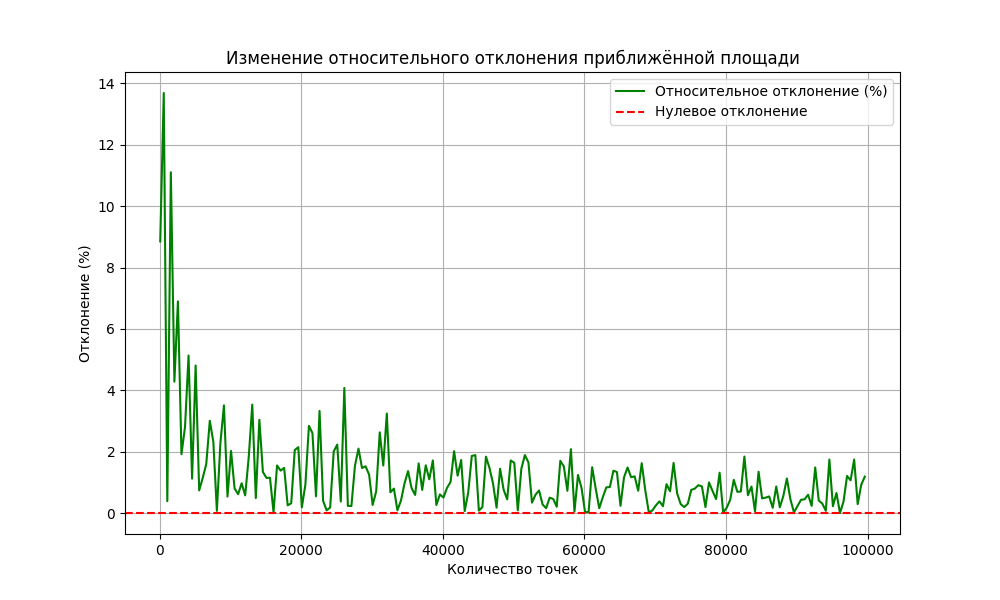 Изменение относительного отклонения приближённой площади
Относительное отклонение (%)
Нулевое отклонение
Отклонение (%)
14
12
10
8
6
4
2
0
0 20000 40000 60000 80000 100000
Количество точек